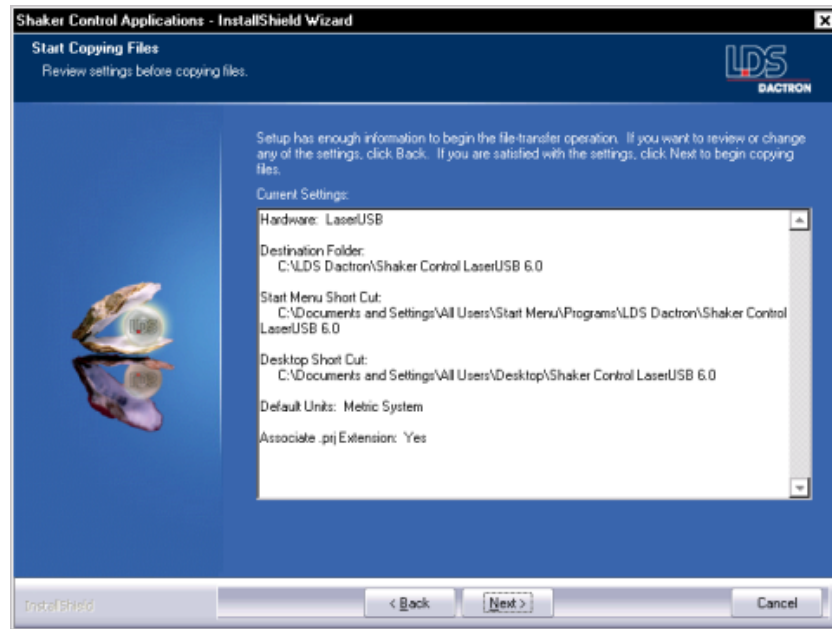 Shaker Control Applications - InstallShield Wizard
Start Copying Files
Review settings before copying files.
LDS
DACTRON
Setup has enough information to begin the file-transfer operation. If you want to review or change
any of the settings, click Back. If you are satisfied with the settings, click Next to begin copying
files.
Current Settings:
Hardware: LaserUSB
Destination Folder:
C:\LDS Dactron\Shaker Control LaserUSB 6.0
Start Menu Short Cut:
C:\Documents and Settings\All Users\Start Menu\Programs\LDS Dactron\Shaker Control
LaserUSB 6.0
Desktop Short Cut:
C:\Documents and Settings\All Users\Desktop\Shaker Control LaserUSB 6.0
Default Units: Metric System
Associate .prj Extension: Yes
LDS
InstallShield
< Back
Next >
Cancel